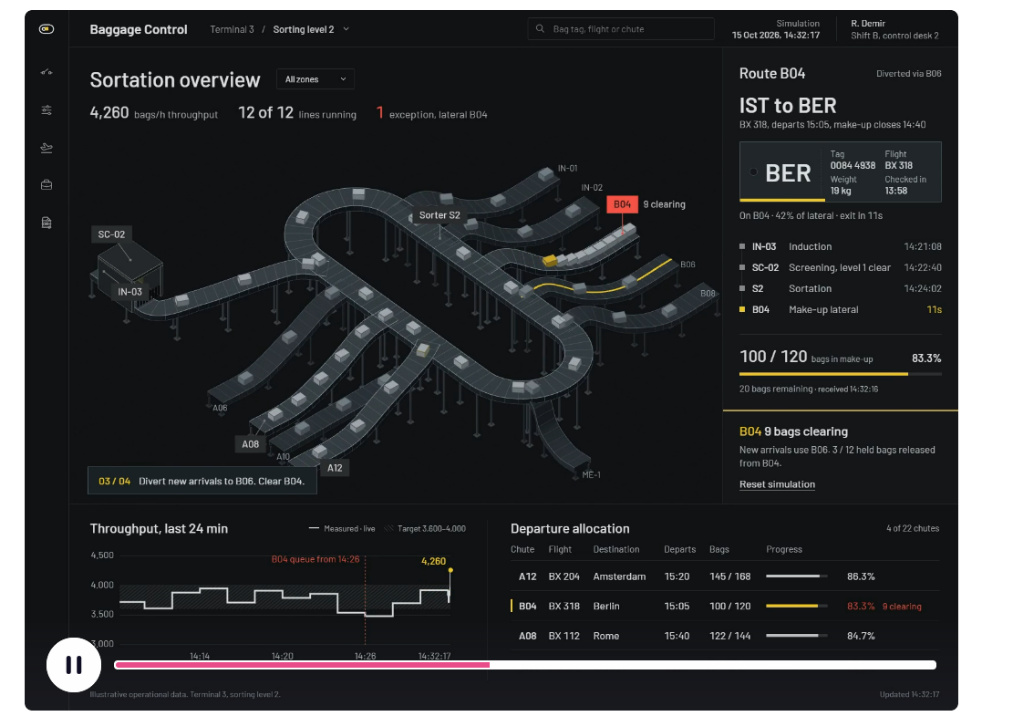 Baggage Control
Terminal 3 / Sorting level 2
Bag tag, flight or chute
Simulation
15 Oct 2026, 14:32:17
R. Demir
Shift B, control desk 2
Sortation overview
All zones
4,260 bags/h throughput
12 of 12 lines running
1 exception, lateral B04
IN-01
IN-02
B04 9 clearing
Sorter S2
SC-02
IN-03
B06
B08
A06
A08
A10
A12
ME-1
03 / 04 Divert new arrivals to B06. Clear B04.
Route B04
Diverted via B06
IST to BER
BX 318, departs 15:05, make-up closes 14:40
BER
Tag
0084 4938
Flight
BX 318
Weight
19 kg
Checked in
13:58
On B04 · 42% of lateral · exit in 11s
IN-03 Induction 14:21:08
SC-02 Screening, level 1 clear 14:22:40
S2 Sortation 14:24:02
B04 Make-up lateral 11s
100 / 120 bags in make-up 83.3%
20 bags remaining · received 14:32:16
B04 9 bags clearing
New arrivals use B06. 3 / 12 held bags released
from B04.
Reset simulation
Throughput, last 24 min
Measured · live
Target 3,600–4,000
B04 queue from 14:26
4,260
4,500
4,000
3,500
3,000
14:14 14:20 14:26 14:32:17
Departure allocation
4 of 22 chutes
Chute Flight Destination Departs Bags Progress
A12 BX 204 Amsterdam 15:20 145 / 168 86.3%
B04 BX 318 Berlin 15:05 100 / 120 83.3% 9 clearing
A08 BX 112 Rome 15:40 122 / 144 84.7%
Illustrative operational data. Terminal 3, sorting level 2.
Updated 14:32:17